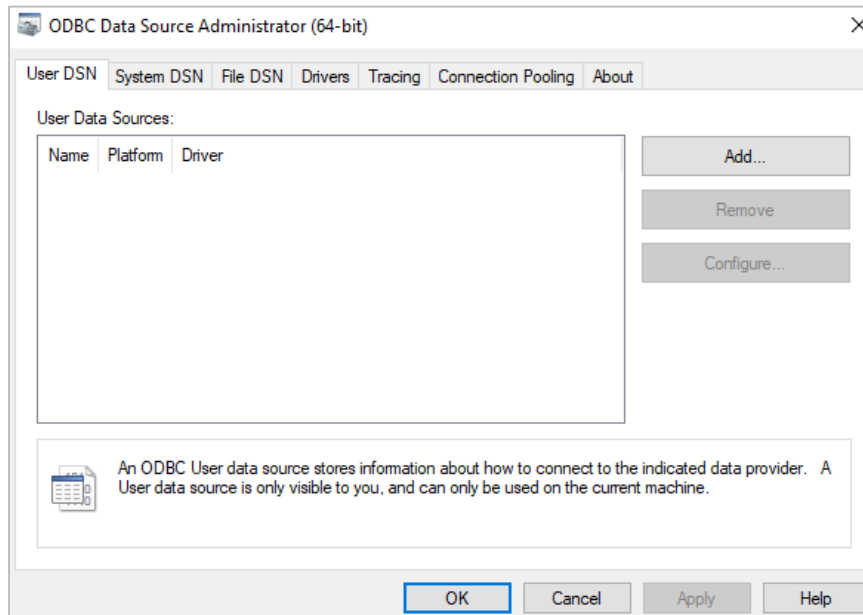 ODBC Data Source Administrator (64-bit)
User DSN System DSN File DSN Drivers Tracing Connection Pooling About
User Data Sources:
Name Platform Driver
Add...
Remove
Configure...
An ODBC User data source stores information about how to connect to the indicated data provider. A
User data source is only visible to you, and can only be used on the current machine.
OK Cancel Apply Help